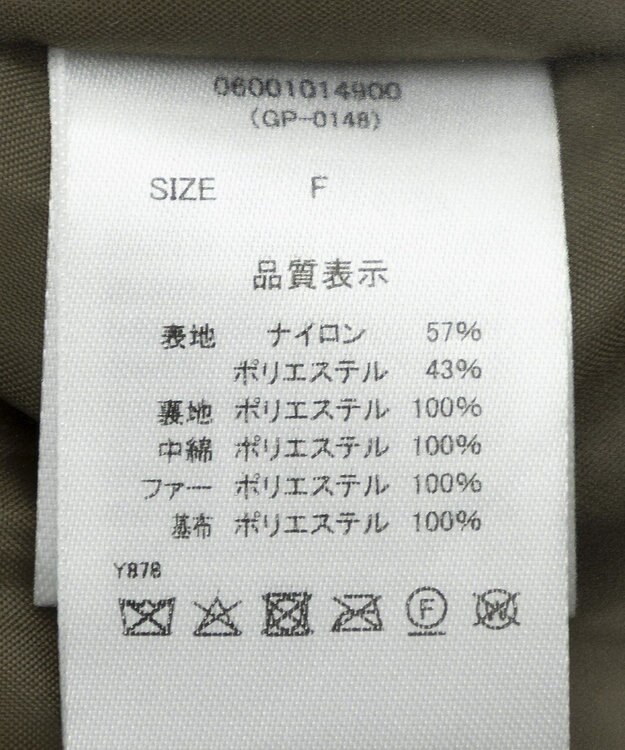 06001014900
(GP-0148)
SIZE F
品質表示
表地 ナイロン 57%
ポリエステル 43%
裏地 ポリエステル 100%
中綿 ポリエステル 100%
ファー ポリエステル 100%
基布 ポリエステル 100%
Y878
F W